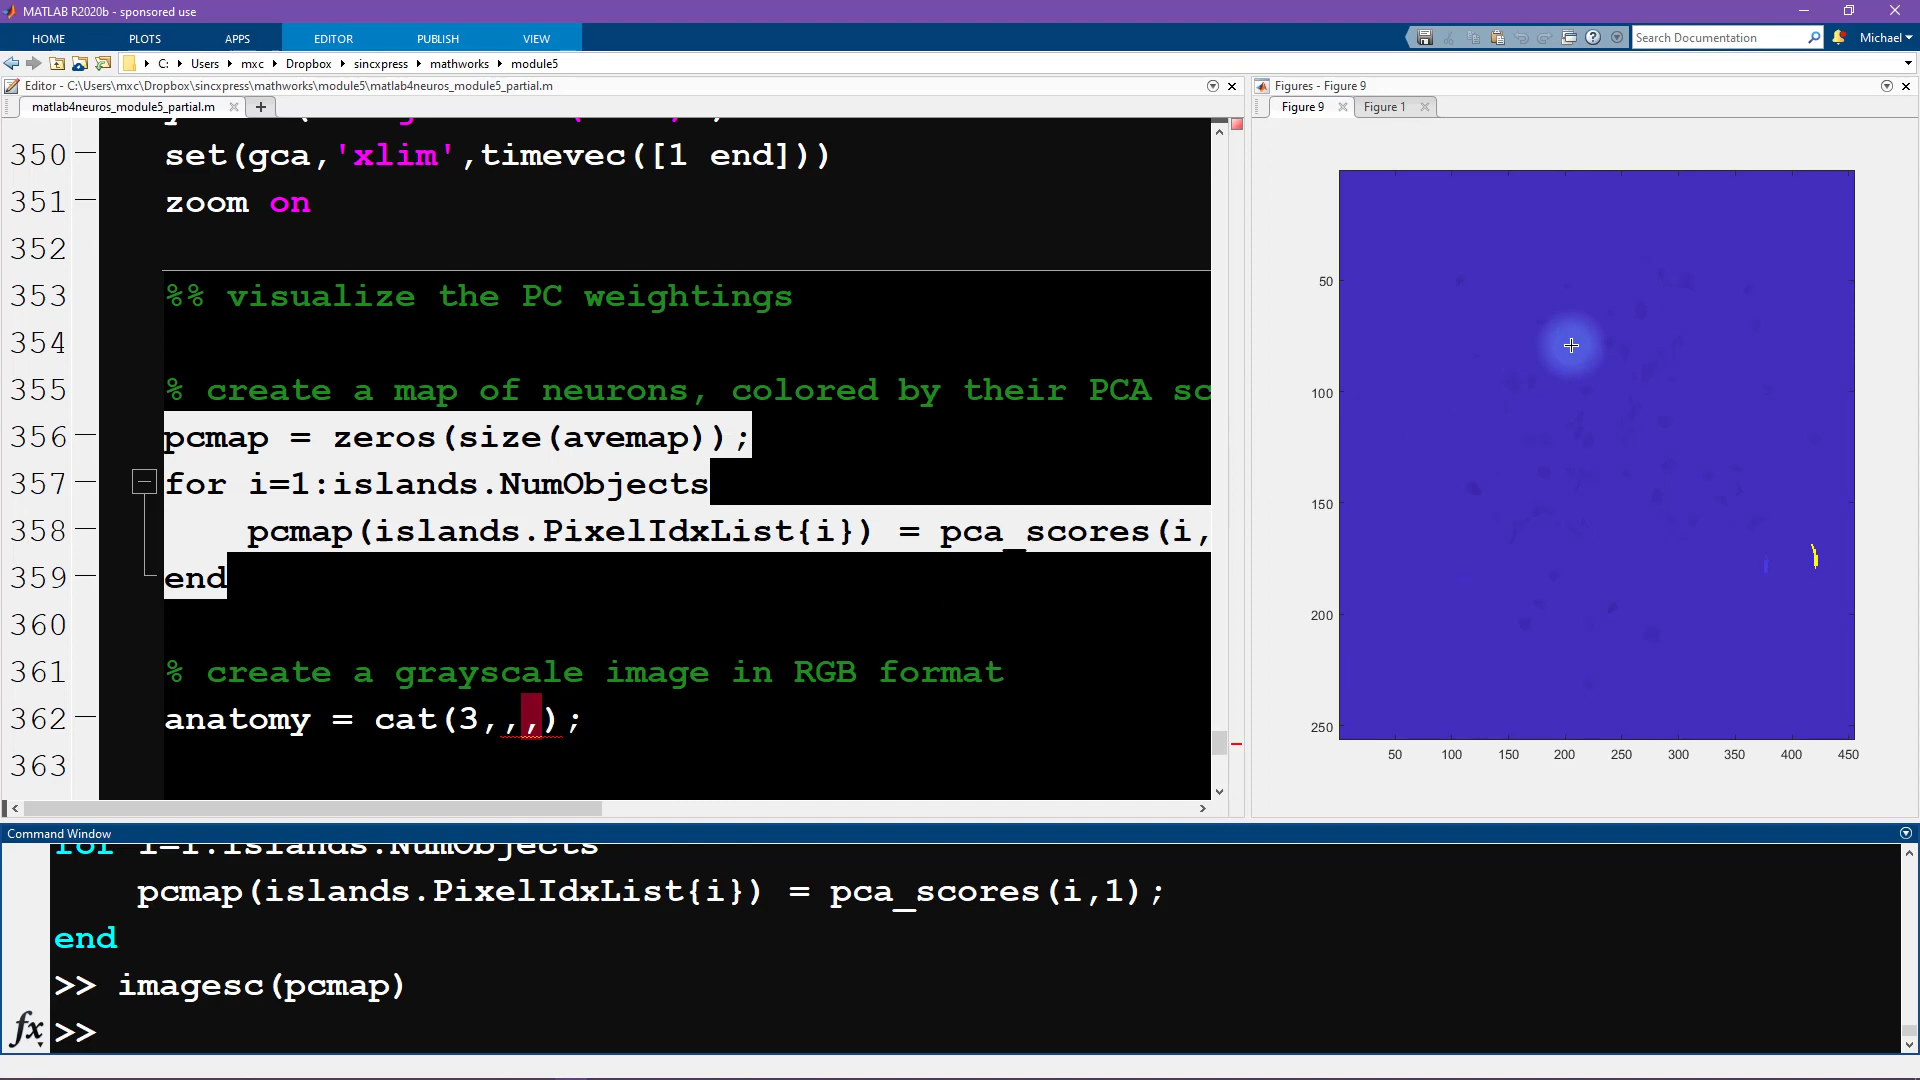 MATLAB R2020b - sponsored use
HOME PLOTS APPS EDITOR PUBLISH VIEW
Search Documentation
Michael
C: Users mxc Dropbox sincxpress mathworks module5
Editor - C:\Users\mxc\Dropbox\sincxpress\mathworks\module5\matlab4neuros_module5_partial.m
matlab4neuros_module5_partial.m
350 set(gca,'xlim',timevec([1 end]))
351 zoom on
352
353 %% visualize the PC weightings
354
355 % create a map of neurons, colored by their PCA sc
356 pcmap = zeros(size(avemap));
357 for i=1:islands.NumObjects
358 pcmap(islands.PixelIdxList{i}) = pca_scores(i,
359 end
360
361 % create a grayscale image in RGB format
362 anatomy = cat(3,,,);
363
Figures - Figure 9
Figure 9 Figure 1
50
100
150
200
250
50 100 150 200 250 300 350 400 450
Command Window
for i=1:islands.NumObjects
pcmap(islands.PixelIdxList{i}) = pca_scores(i,1);
end
>> imagesc(pcmap)
fx >>